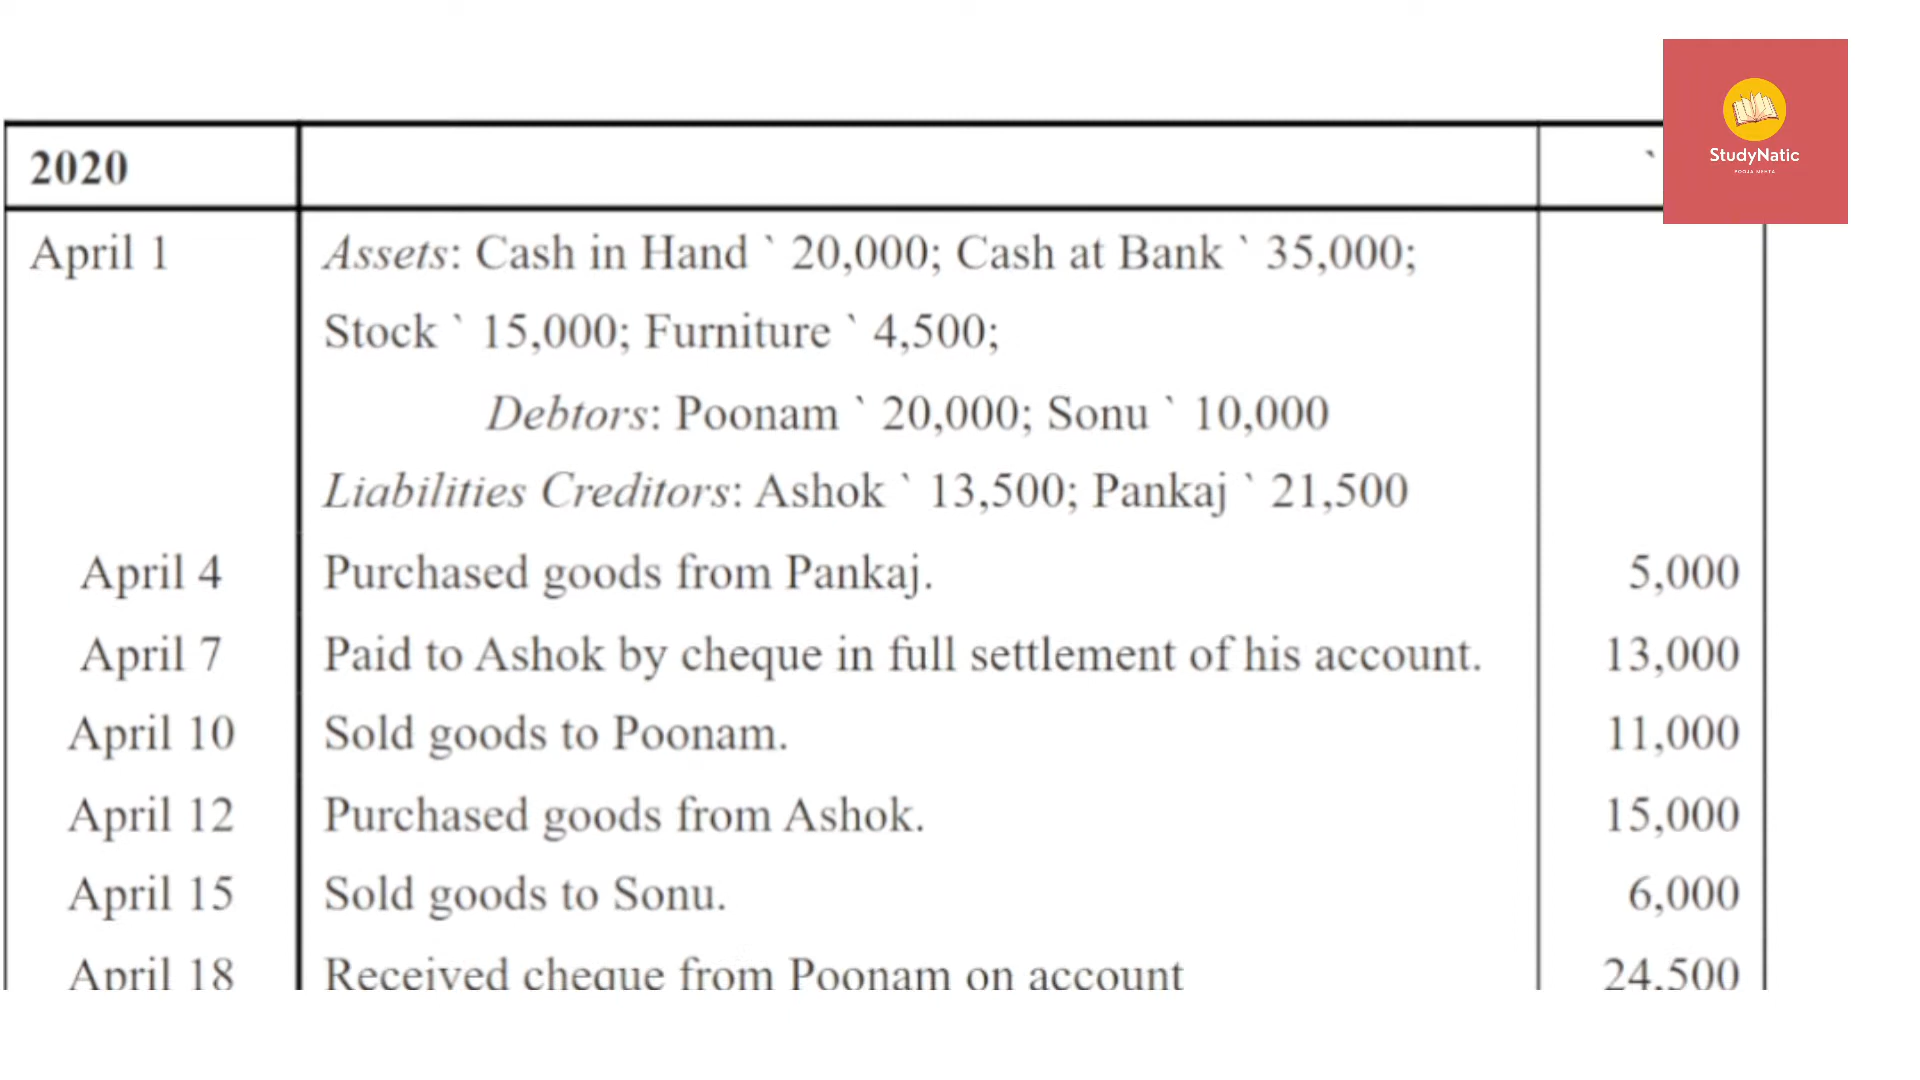 StudyNatic
POOJA MEHTA
2020 `
April 1 Assets: Cash in Hand ` 20,000; Cash at Bank ` 35,000;
Stock ` 15,000; Furniture ` 4,500;
Debtors: Poonam ` 20,000; Sonu ` 10,000
Liabilities Creditors: Ashok ` 13,500; Pankaj ` 21,500
April 4 Purchased goods from Pankaj. 5,000
April 7 Paid to Ashok by cheque in full settlement of his account. 13,000
April 10 Sold goods to Poonam. 11,000
April 12 Purchased goods from Ashok. 15,000
April 15 Sold goods to Sonu. 6,000
April 18 Received cheque from Poonam on account 24,500